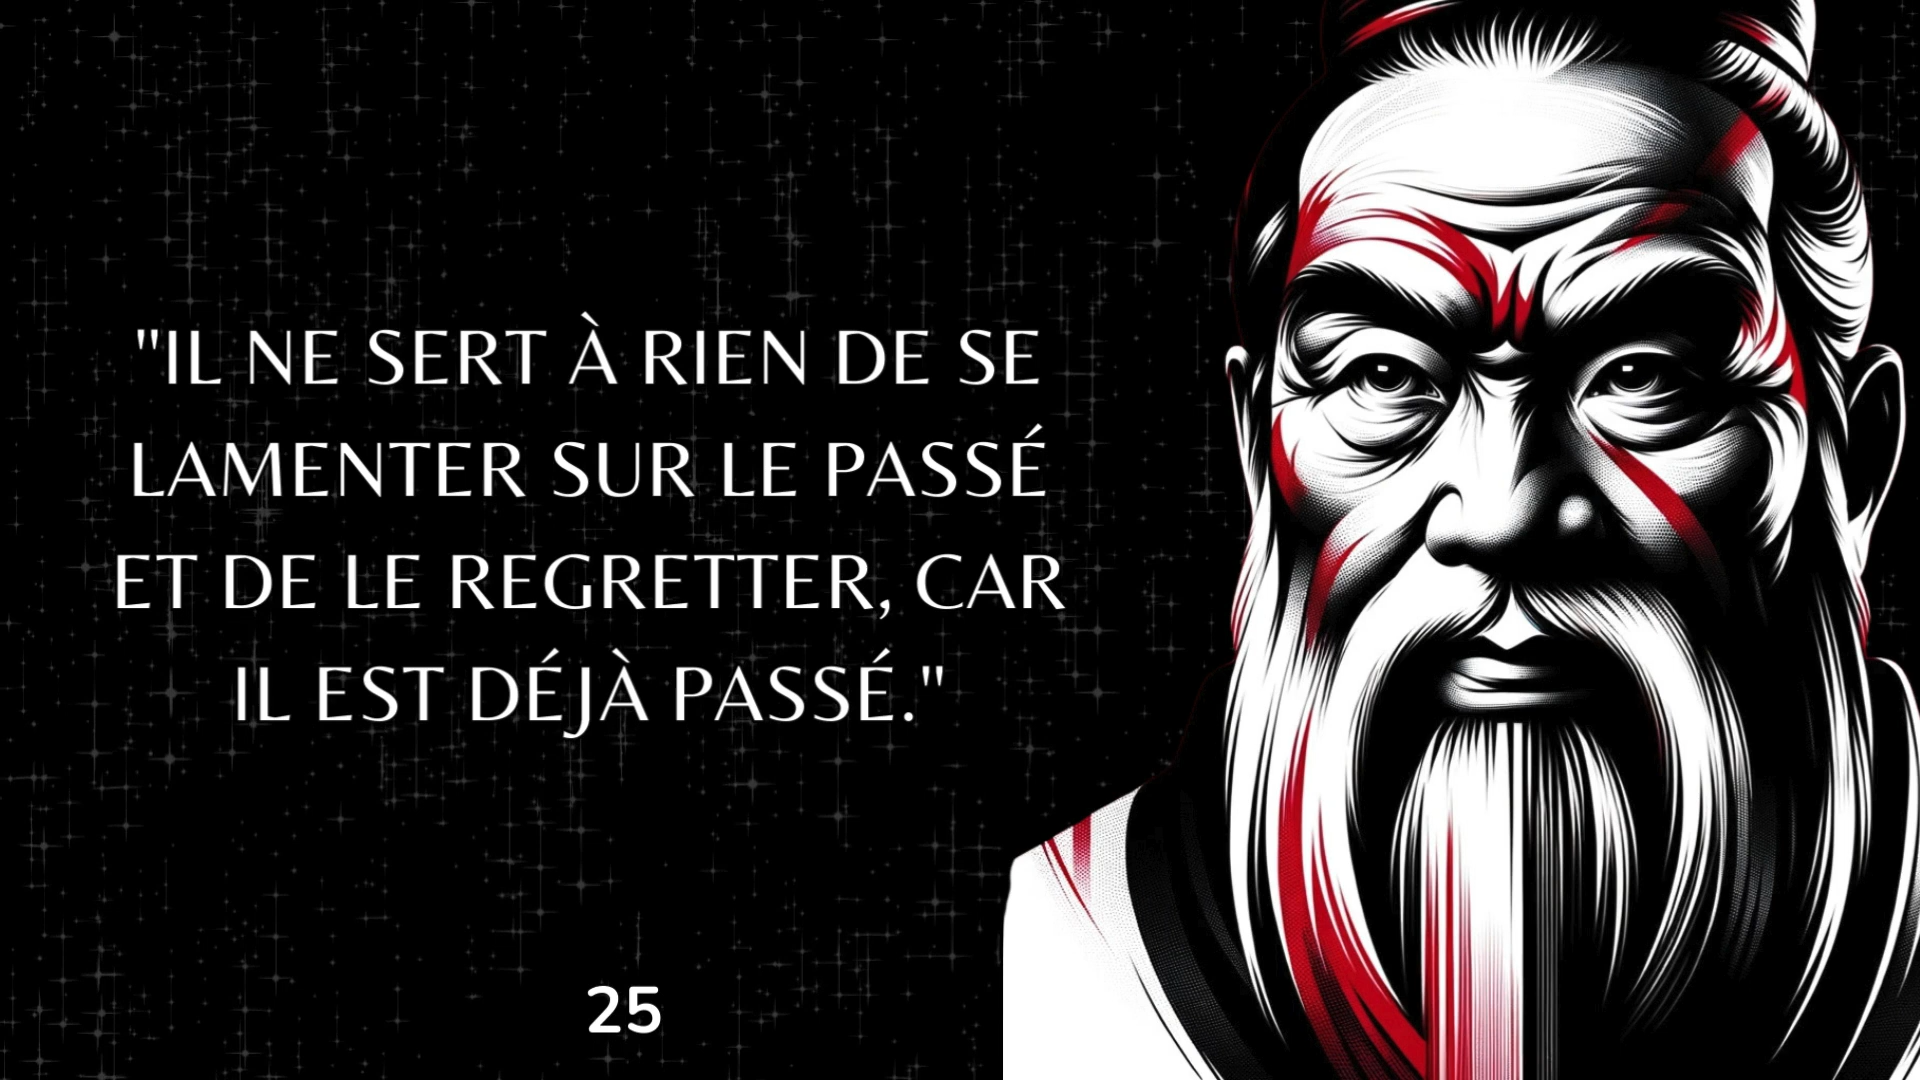 "IL NE SERT À RIEN DE SE
LAMENTER SUR LE PASSÉ
ET DE LE REGRETTER, CAR
IL EST DÉJÀ PASSÉ."
25